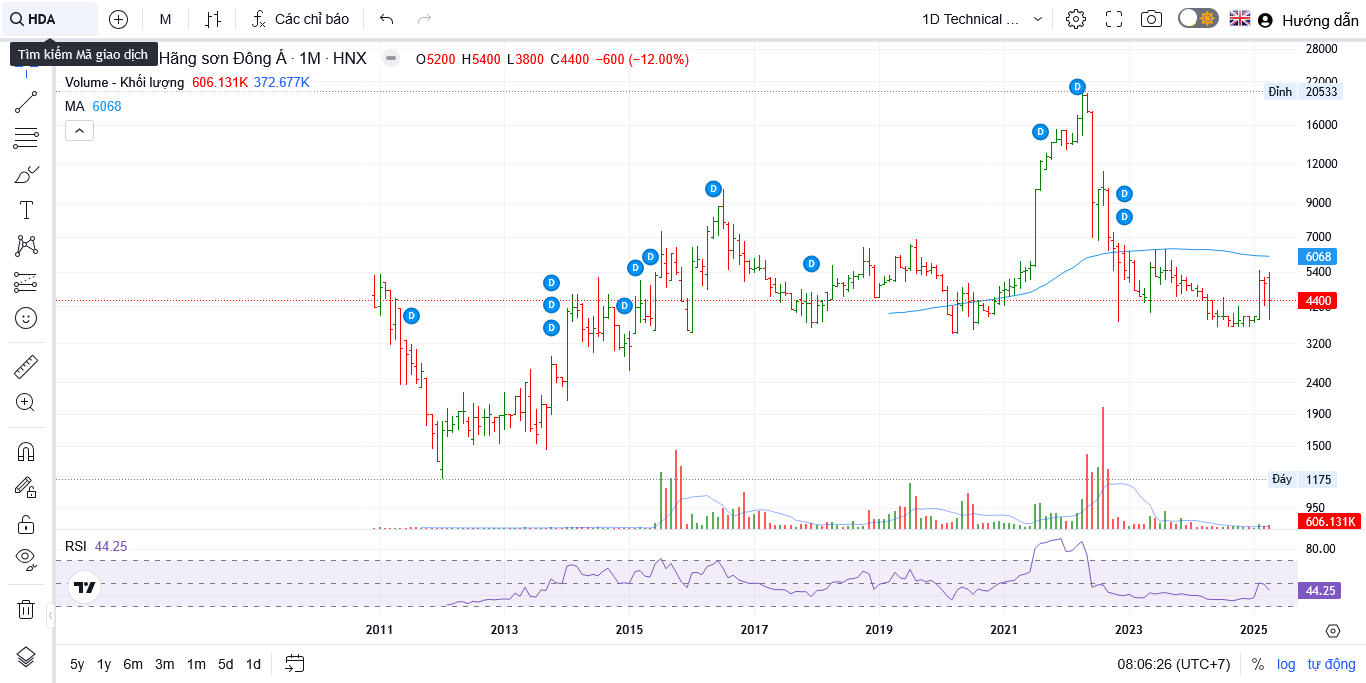 HDA
M
Các chỉ báo
1D Technical ...
Hướng dẫn
Tìm kiếm Mã giao dịch
Hãng sơn Đông Á · 1M · HNX
O5200 H5400 L3800 C4400 −600 (−12.00%)
Volume - Khối lượng 606.131K 372.677K
MA 6068
28000
22000
Đỉnh 20533
16000
12000
9000
7000
6068
5400
4400
4200
3200
2400
1900
1500
Đáy 1175
950
606.131K
D
D
D
D
D
D
D
D
D
D
D
D
D
RSI 44.25
80.00
44.25
2011 2013 2015 2017 2019 2021 2023 2025
5y 1y 6m 3m 1m 5d 1d
08:06:26 (UTC+7) % log tự động